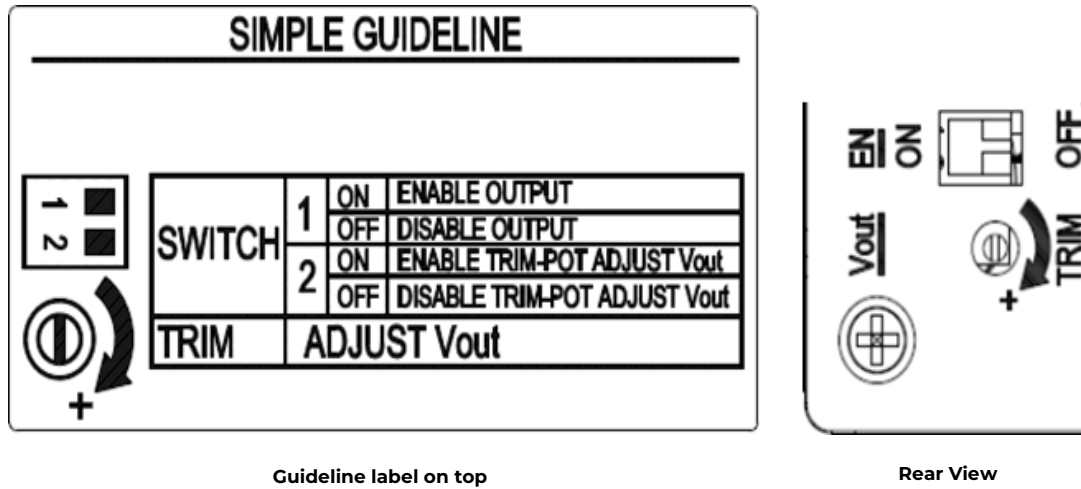 SIMPLE GUIDELINE
1
2
+
SWITCH 1 ON ENABLE OUTPUT
OFF DISABLE OUTPUT
2 ON ENABLE TRIM-POT ADJUST Vout
OFF DISABLE TRIM-POT ADJUST Vout
TRIM ADJUST Vout
EN
ON
OFF
Vout
TRIM
+
Guideline label on top
Rear View